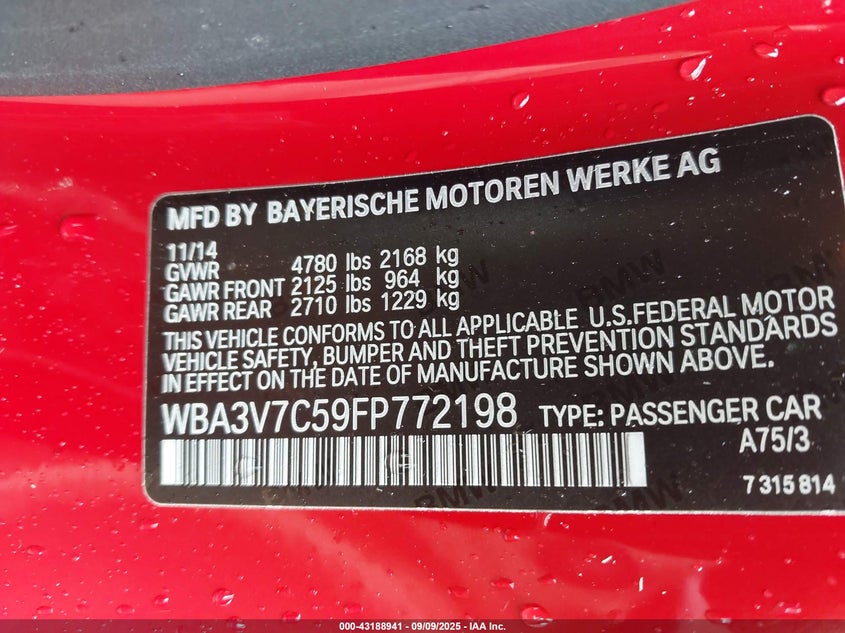 MFD BY BAYERISCHE MOTOREN WERKE AG
11/14
GVWR 4780 lbs 2168 kg
GAWR FRONT 2125 lbs 964 kg
GAWR REAR 2710 lbs 1229 kg
THIS VEHICLE CONFORMS TO ALL APPLICABLE U.S.FEDERAL MOTOR
VEHICLE SAFETY, BUMPER AND THEFT PREVENTION STANDARDS
IN EFFECT ON THE DATE OF MANUFACTURE SHOWN ABOVE.
WBA3V7C59FP772198 TYPE: PASSENGER CAR
A75/3
7 315 814
000-43188941 - 09/09/2025 - IAA Inc.